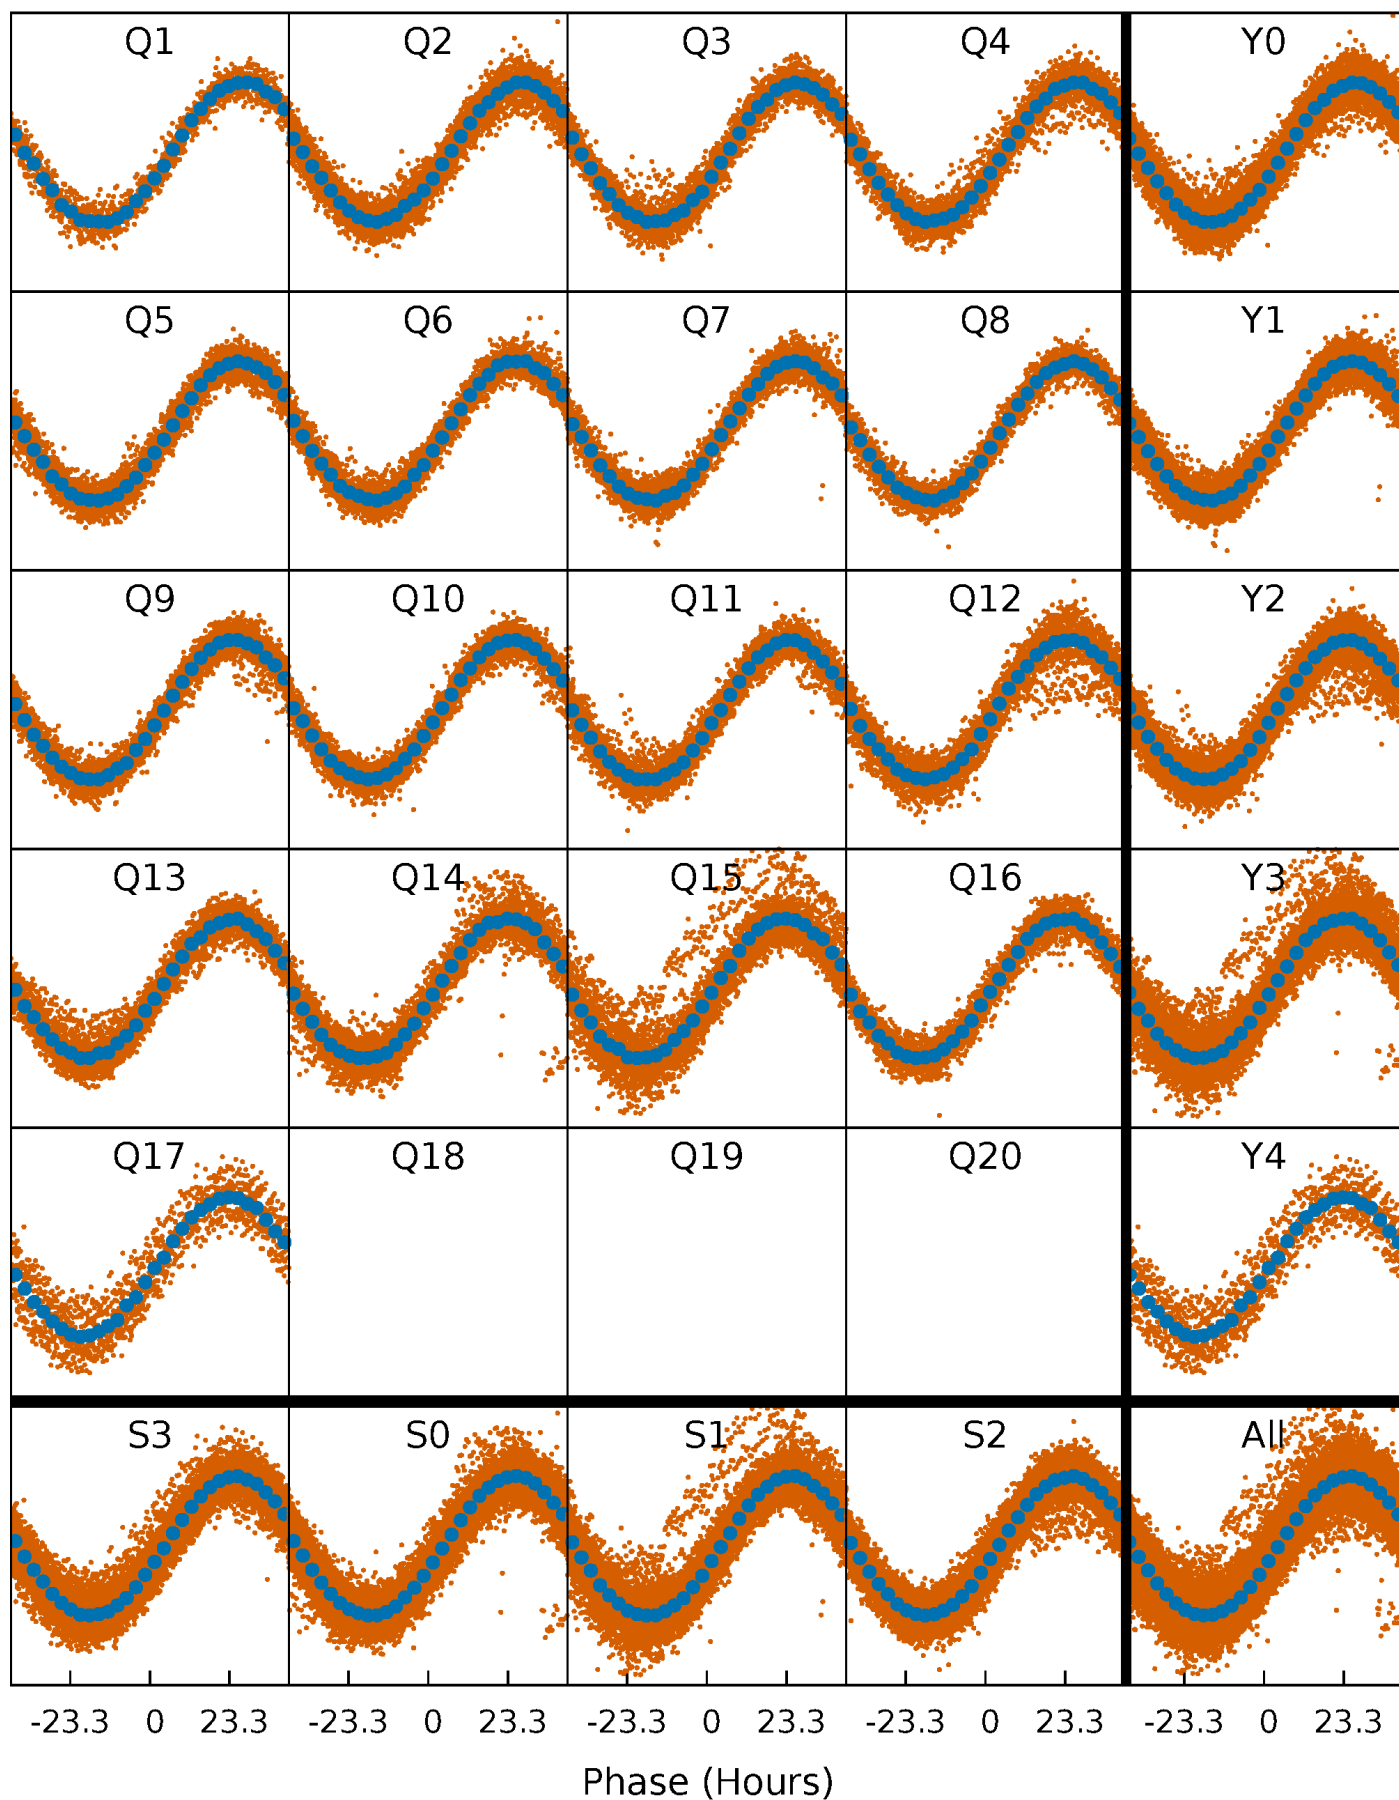 Q1 Q2 Q3 Q4 Y0
Q5 Q6 Q7 Q8 Y1
Q9 Q10 Q11 Q12 Y2
Q13 Q14 Q15 Q16 Y3
Q17 Q18 Q19 Q20 Y4
S3 S0 S1 S2 All
-23.3 0 23.3 -23.3 0 23.3 -23.3 0 23.3 -23.3 0 23.3 -23.3 0 23.3
Phase (Hours)